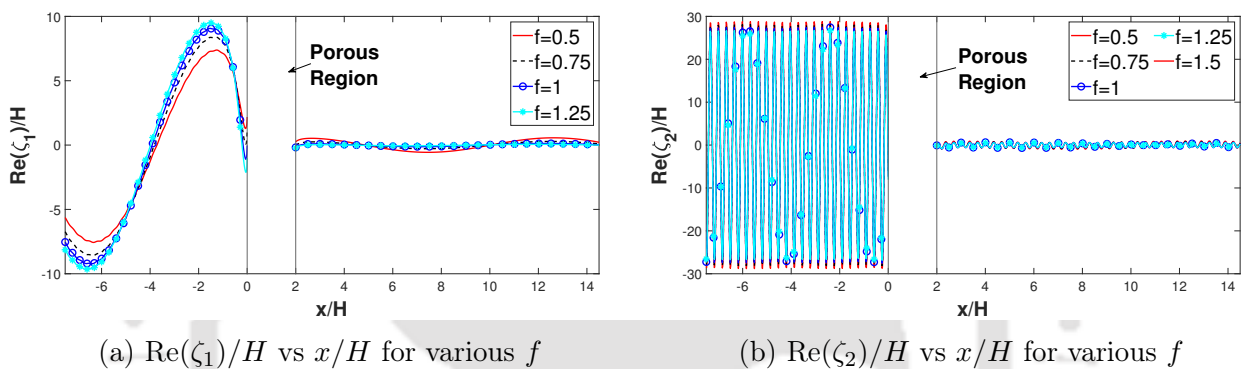 Re(ζ1)/H
10
5
0
-5
-10
-6
-4
-2
0
2
4
6
8
10
12
14
x/H
Porous
Region
f=0.5
f=0.75
f=1
f=1.25
Re(ζ2)/H
30
20
10
0
-10
-20
-30
-6
-4
-2
0
2
4
6
8
10
12
14
x/H
Porous
Region
f=0.5 f=1.25
f=0.75 f=1.5
f=1
(a) Re(ζ1)/H vs x/H for various f
(b) Re(ζ2)/H vs x/H for various f